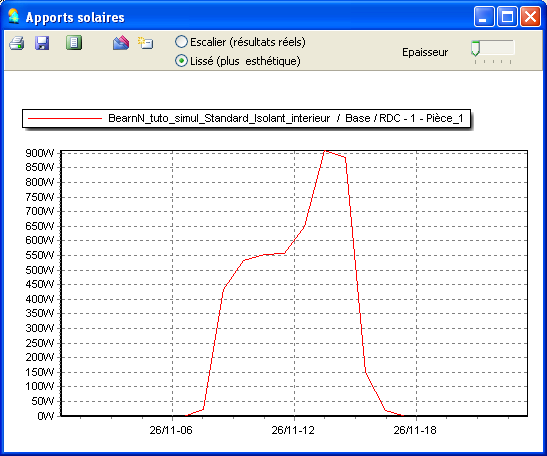 Apports solaires
Escalier (résultats réels)
Lissé (plus esthétique)
Epaisseur
BearnN_tuto_simul_Standard_Isolant_interieur / Base / RDC - 1 - Pièce_1
900W
850W
800W
750W
700W
650W
600W
550W
500W
450W
400W
350W
300W
250W
200W
150W
100W
50W
0W
26/11-06 26/11-12 26/11-18